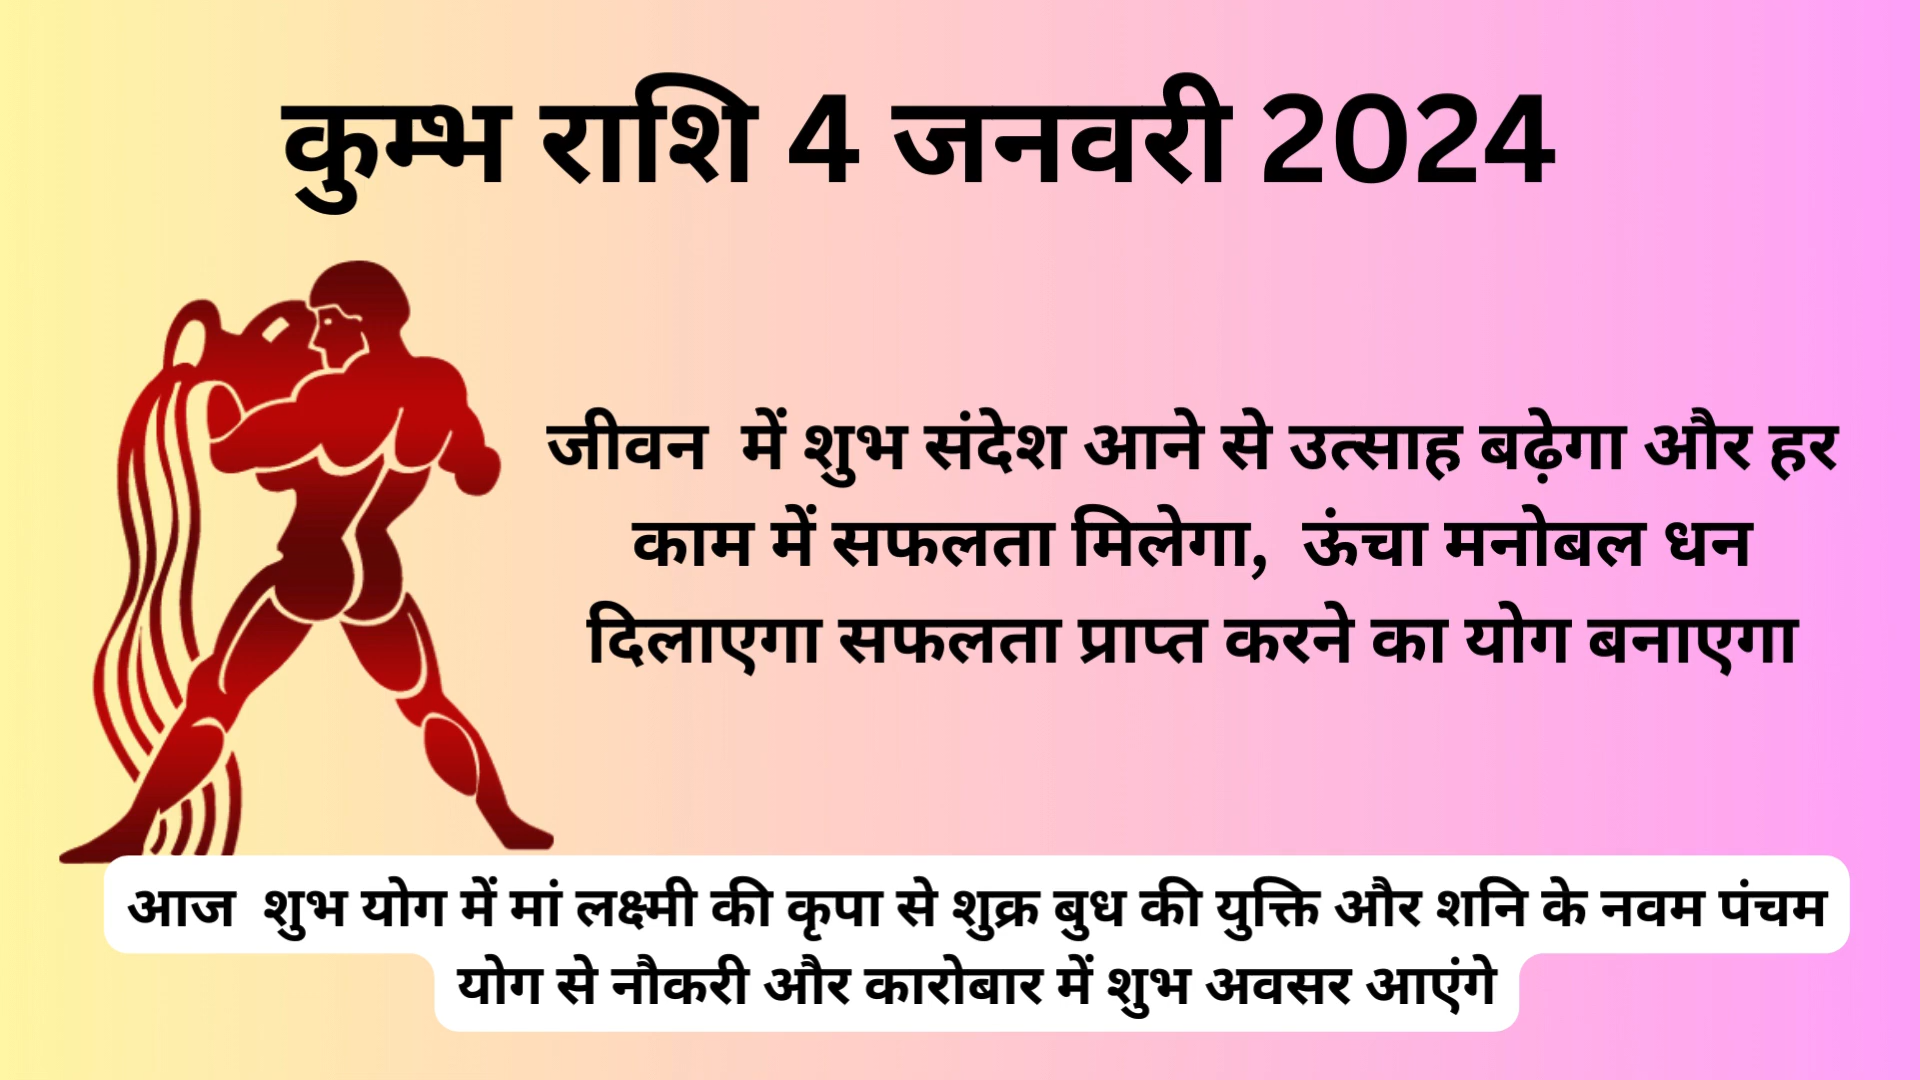 कुम्भ राशि 4 जनवरी 2024
जीवन में शुभ संदेश आने से उत्साह बढ़ेगा और हर
काम में सफलता मिलेगा, ऊंचा मनोबल धन
दिलाएगा सफलता प्राप्त करने का योग बनाएगा
आज शुभ योग में मां लक्ष्मी की कृपा से शुक्र बुध की युक्ति और शनि के नवम पंचम
योग से नौकरी और कारोबार में शुभ अवसर आएंगे